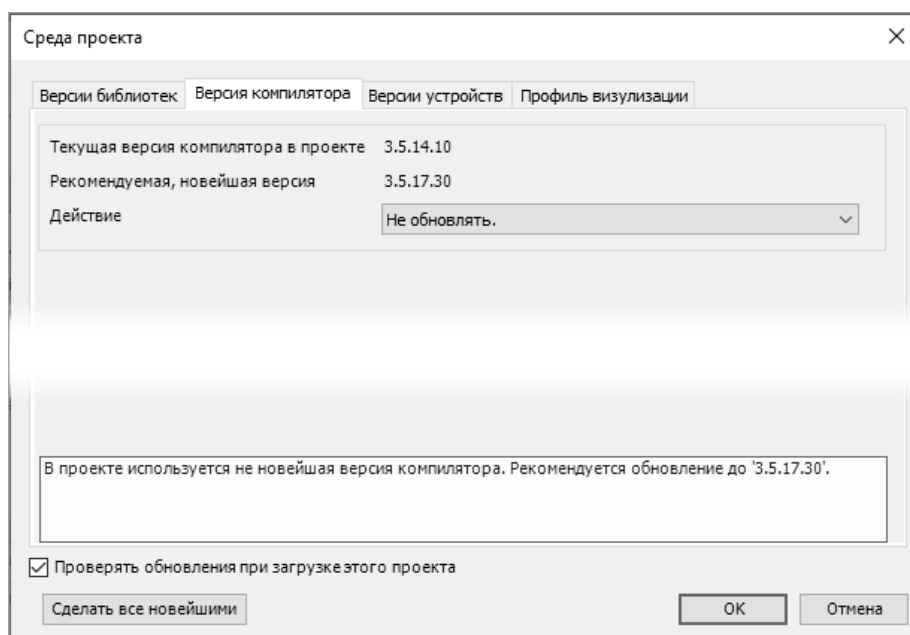 Среда проекта
Версии библиотек Версия компилятора Версии устройств Профиль визулизации
Текущая версия компилятора в проекте 3.5.14.10
Рекомендуемая, новейшая версия 3.5.17.30
Действие Не обновлять.
В проекте используется не новейшая версия компилятора. Рекомендуется обновление до '3.5.17.30'.
Проверять обновления при загрузке этого проекта
Сделать все новейшими ОК Отмена